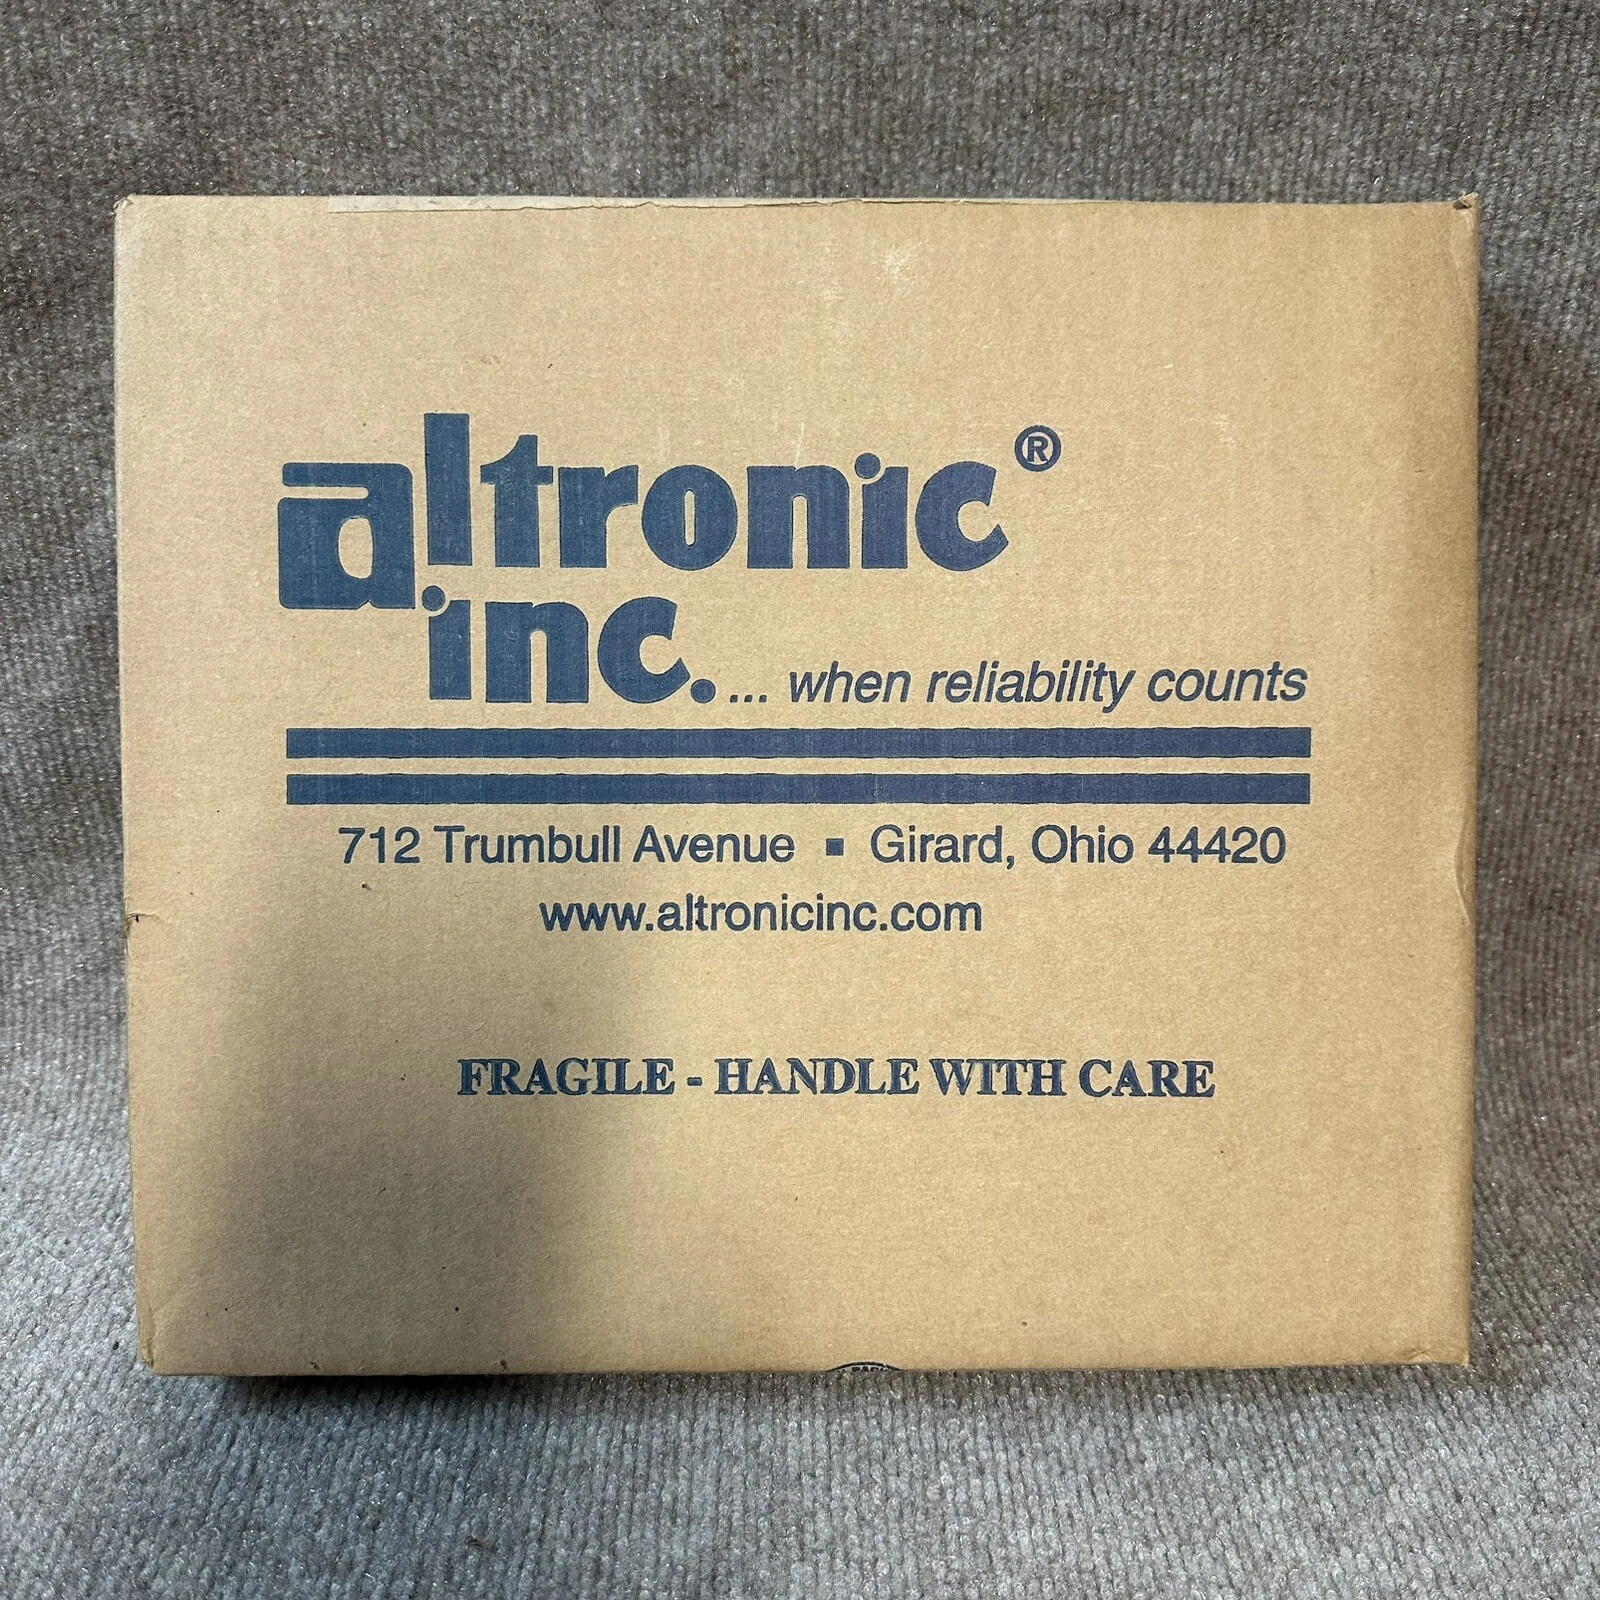 altronic®
inc. ... when reliability counts
712 Trumbull Avenue ▪ Girard, Ohio 44420
www.altronicinc.com
FRAGILE - HANDLE WITH CARE